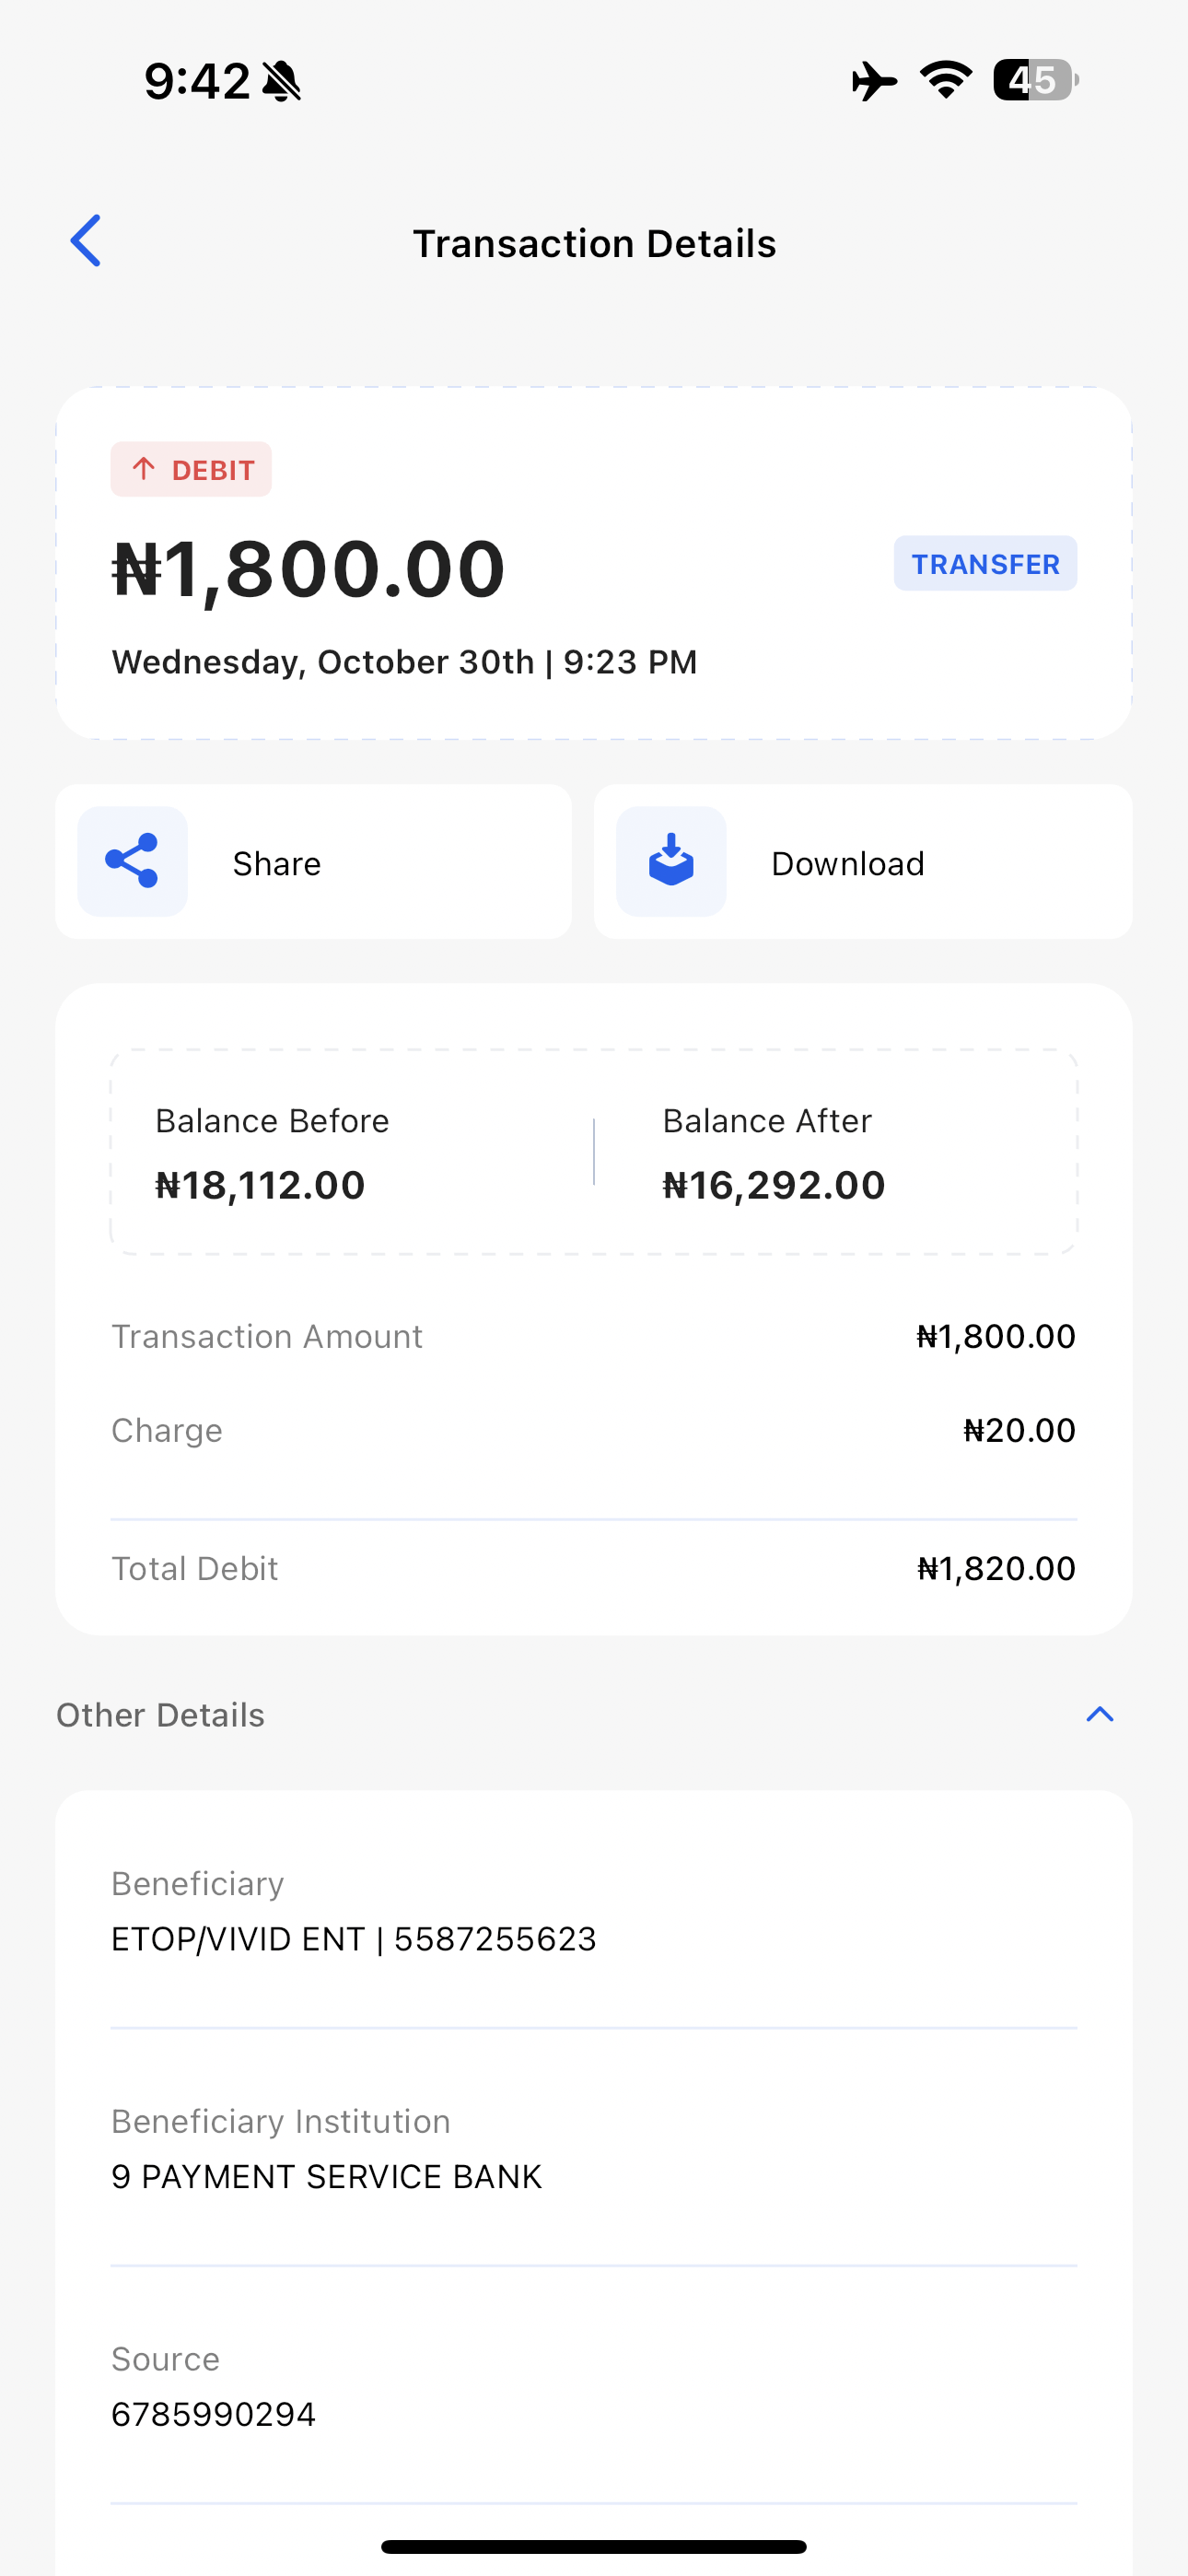 9:42
45
Transaction Details
DEBIT
₦1,800.00
TRANSFER
Wednesday, October 30th | 9:23 PM
Share
Download
Balance Before
Balance After
₦18,112.00
₦16,292.00
Transaction Amount
₦1,800.00
Charge
₦20.00
Total Debit
₦1,820.00
Other Details
Beneficiary
ETOP/VIVID ENT | 5587255623
Beneficiary Institution
9 PAYMENT SERVICE BANK
Source
6785990294